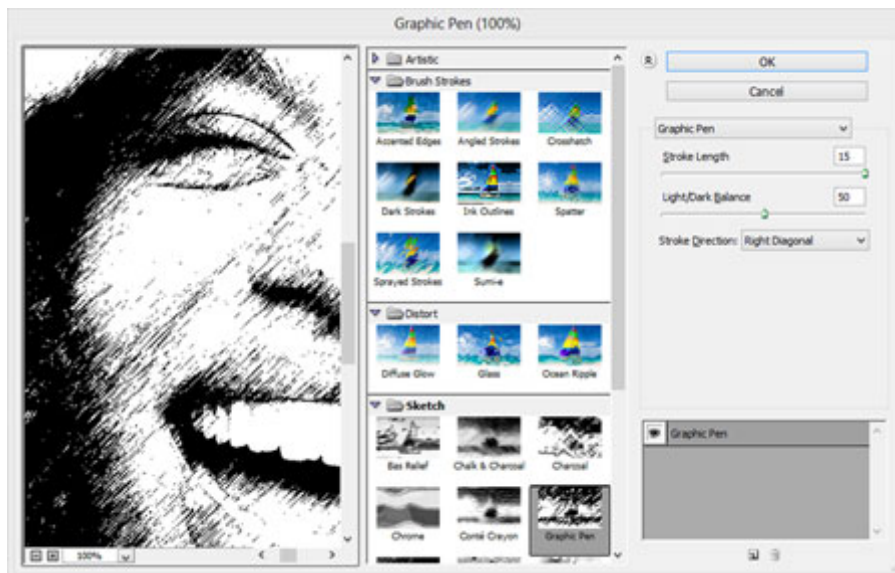 Graphic Pen (100%)
Artistic
Brush Strokes
Accented Edges Angled Strokes Crosshatch
Dark Strokes Ink Outlines Spatter
Sprayed Strokes Sumi-e
Distort
Diffuse Glow Glass Ocean Ripple
Sketch
Bas Relief Chalk & Charcoal Charcoal
Chrome Conté Crayon Graphic Pen
100%
OK
Cancel
Graphic Pen
Stroke Length 15
Light/Dark Balance 50
Stroke Direction: Right Diagonal
Graphic Pen